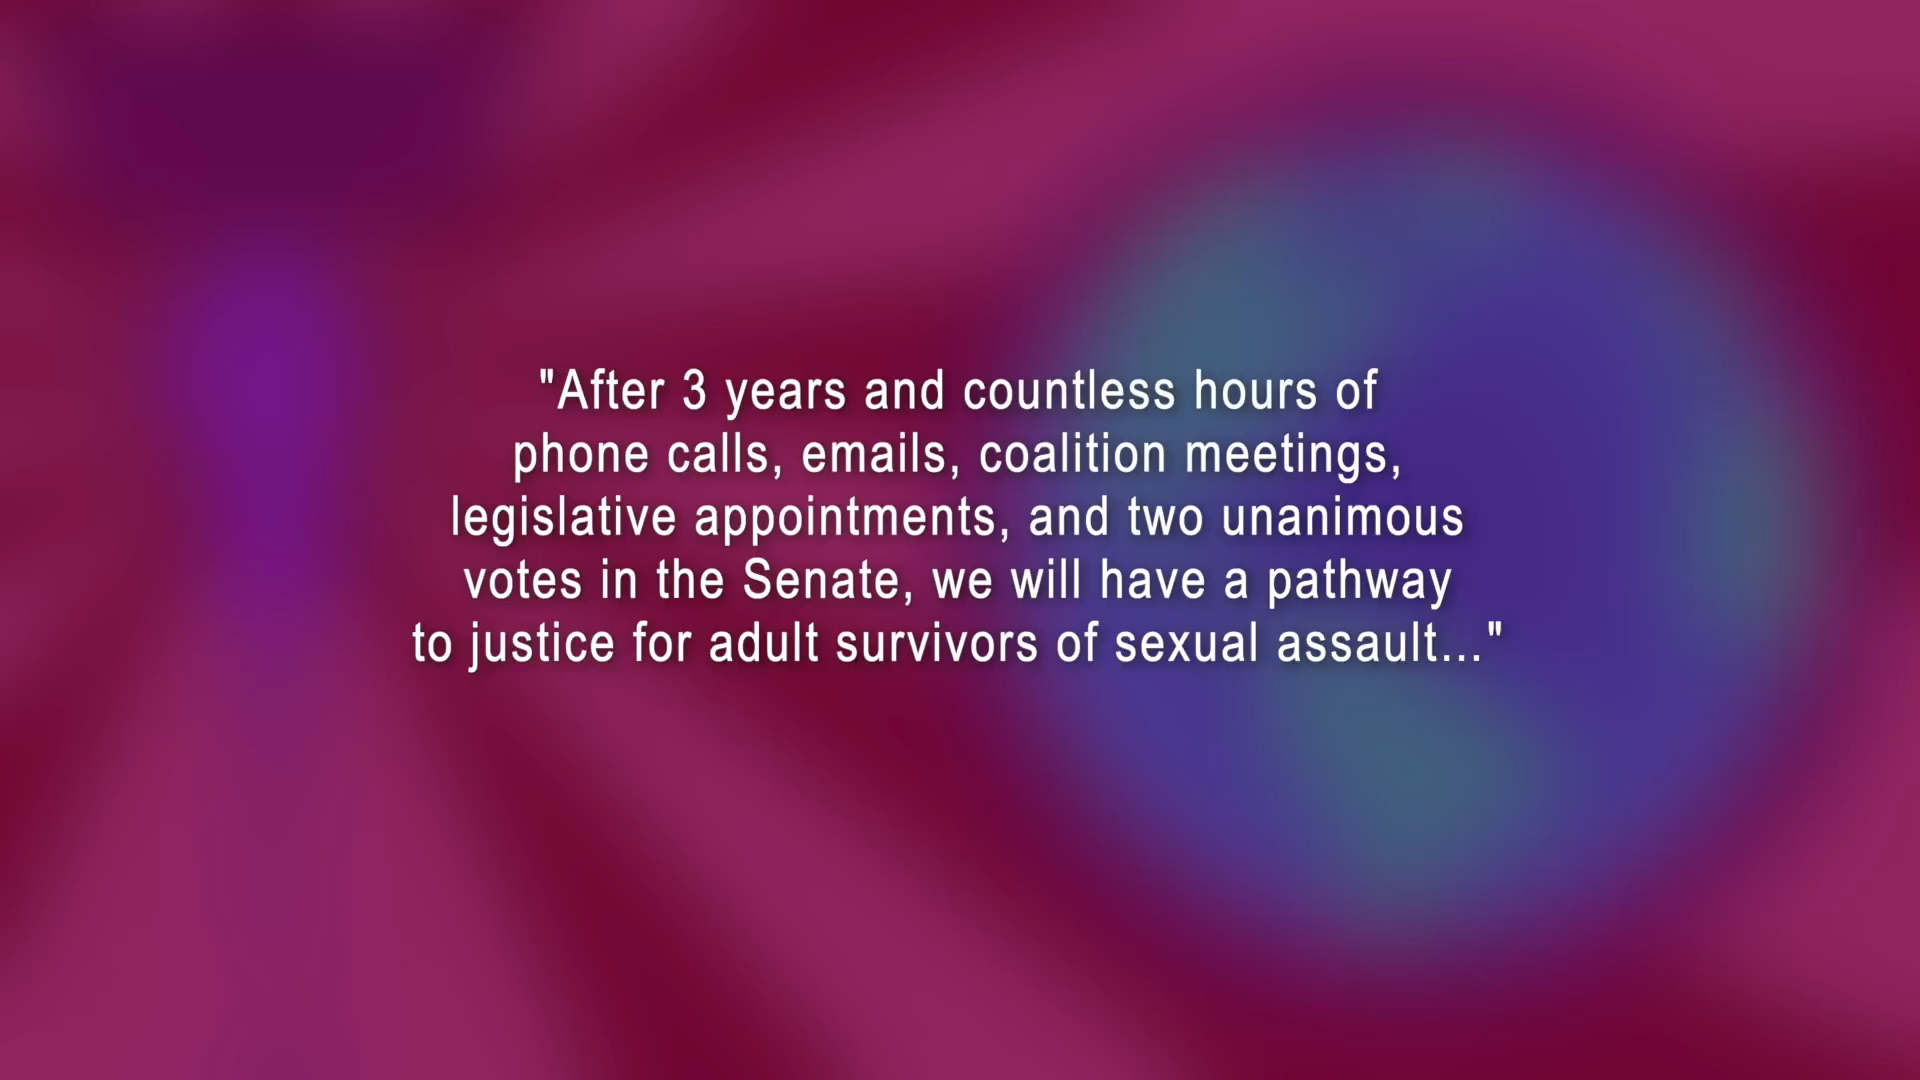 "After 3 years and countless hours of
phone calls, emails, coalition meetings,
legislative appointments, and two unanimous
votes in the Senate, we will have a pathway
to justice for adult survivors of sexual assault..."